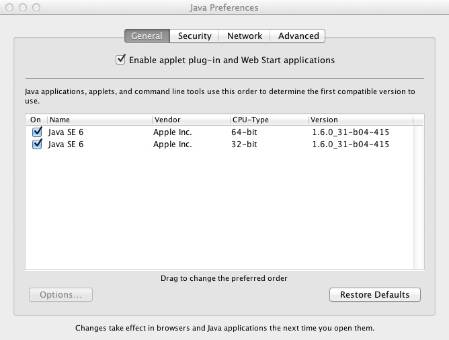 Java Preferences
General Security Network Advanced
Enable applet plug-in and Web Start applications
Java applications, applets, and command line tools use this order to determine the first compatible version to
use.
On Name Vendor CPU-Type Version
Java SE 6 Apple Inc. 64-bit 1.6.0_31-b04-415
Java SE 6 Apple Inc. 32-bit 1.6.0_31-b04-415
Drag to change the preferred order
Options... Restore Defaults
Changes take effect in browsers and Java applications the next time you open them.